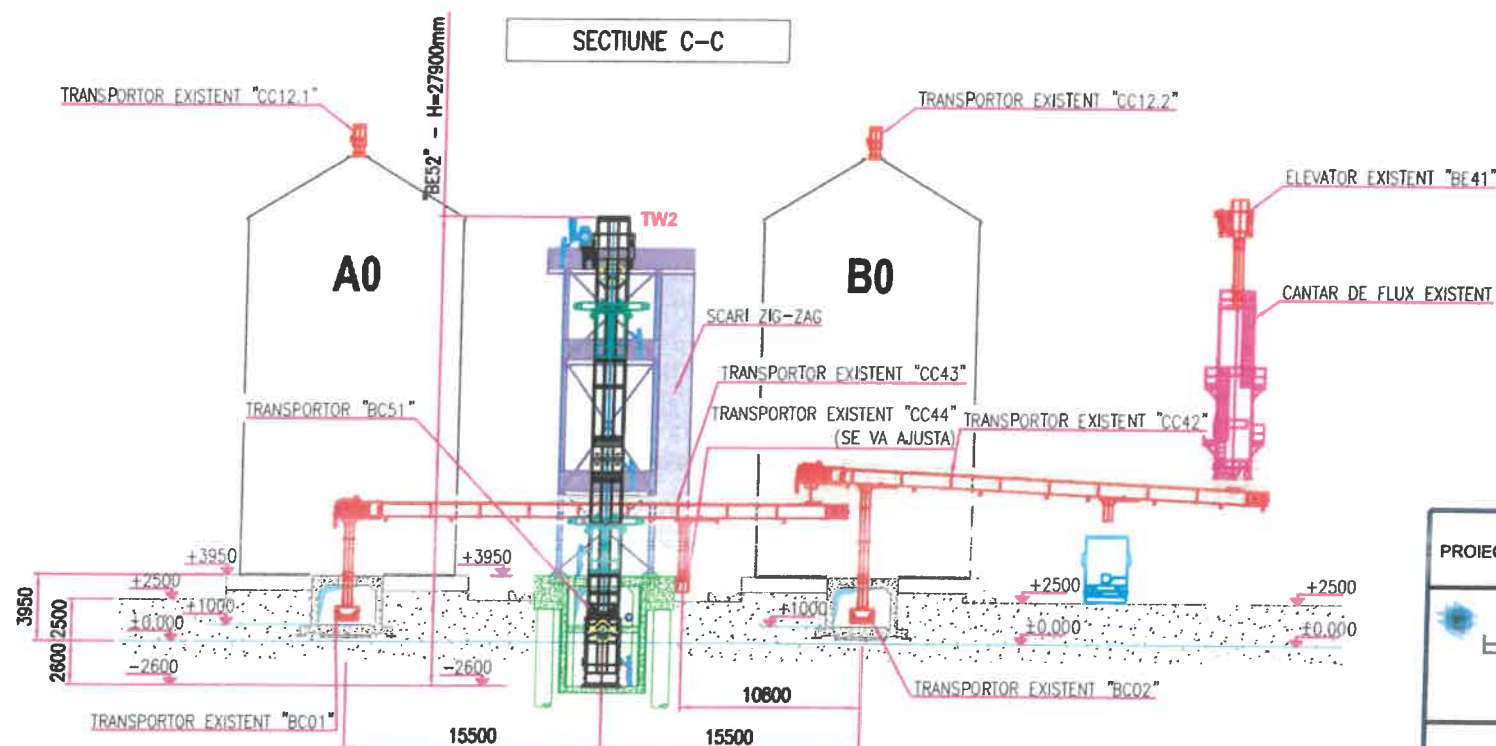 SECTIUNE C-C
TRANSPORTOR EXISTENT "CC12.1"
"BE52" - H=27900mm
TRANSPORTOR EXISTENT "CC12.2"
ELEVATOR EXISTENT "BE41"
TW2
A0
B0
CANTAR DE FLUX EXISTENT
SCARI ZIG-ZAG
TRANSPORTOR EXISTENT "CC43"
TRANSPORTOR "BC51"
TRANSPORTOR EXISTENT "CC44"
(SE VA AJUSTA)
TRANSPORTOR EXISTENT "CC42"
PROIEC
+3950
+3950
+2500
+2500
+2500
+1000
+1000
±0.000
±0.000
±0.000
3950
2500
2600
-2600
-2600
10800
TRANSPORTOR EXISTENT "BC02"
TRANSPORTOR EXISTENT "BC01"
15500
15500